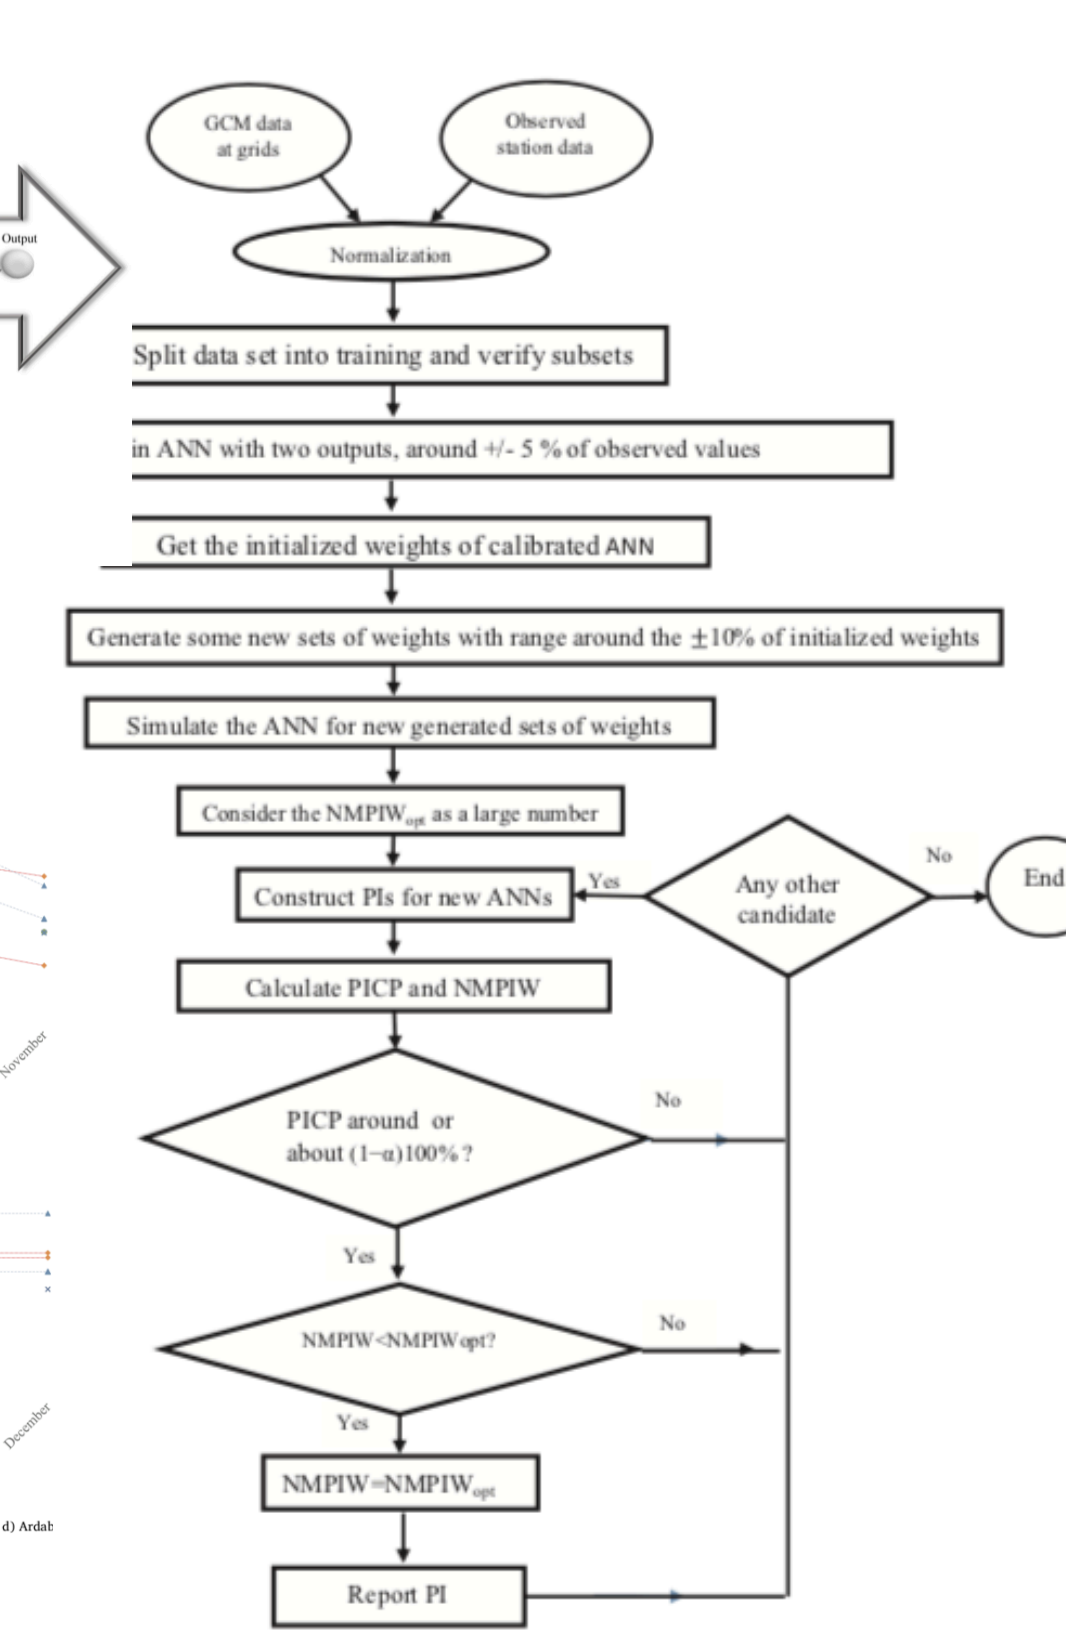 GCM data
at grids
Observed
station data
Output
Normalization
Split data set into training and verify subsets
in ANN with two outputs, around +/- 5 % of observed values
Get the initialized weights of calibrated ANN
Generate some new sets of weights with range around the ±10% of initialized weights
Simulate the ANN for new generated sets of weights
Consider the NMPIWopt as a large number
Construct PIs for new ANNs
Yes
Any other
candidate
No
End
Calculate PICP and NMPIW
November
PICP around or
about (1−α)100% ?
No
Yes
NMPIW<NMPIWopt?
No
Yes
December
NMPIW=NMPIWopt
d) Ardab
Report PI